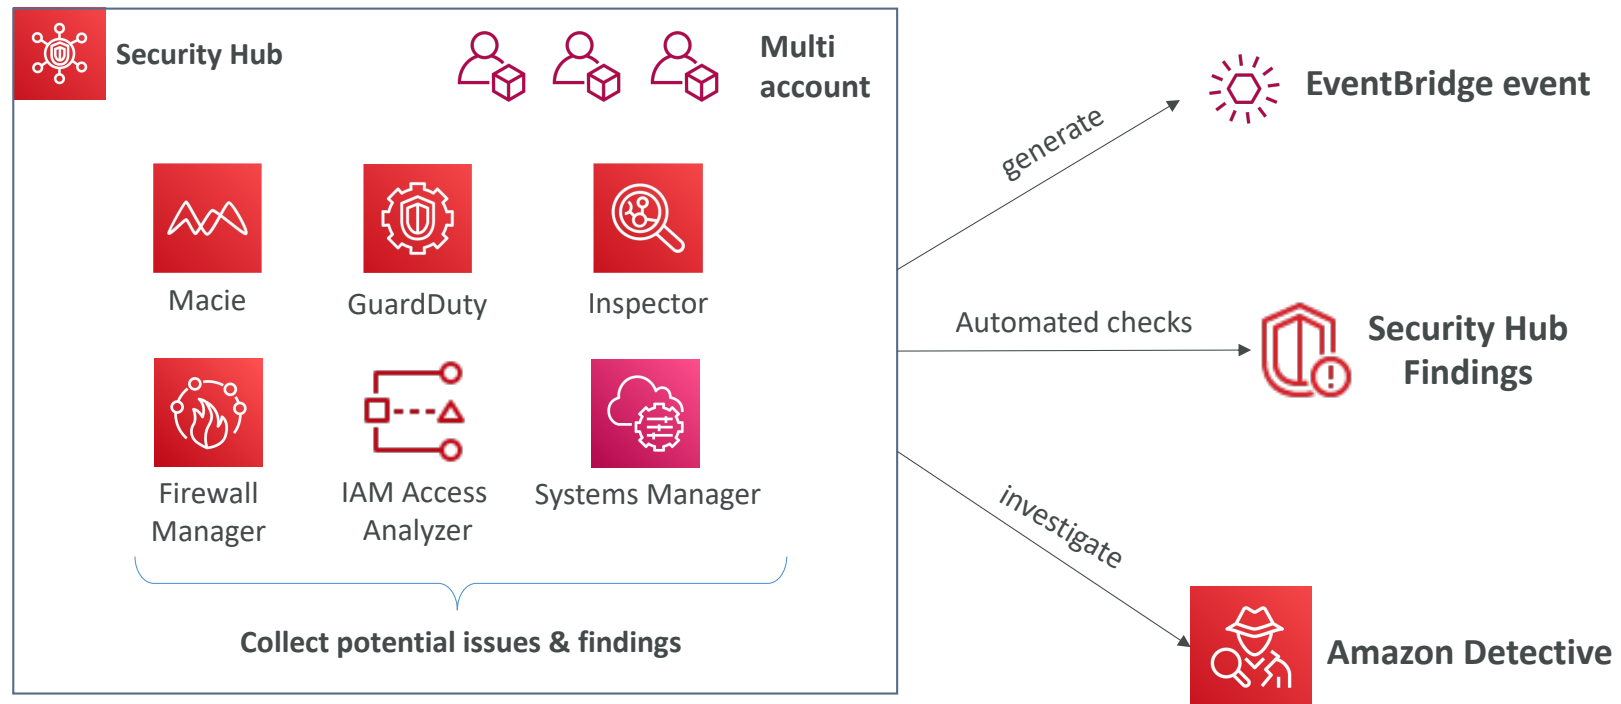 Security Hub
Multi
account
Macie
GuardDuty
Inspector
Firewall
Manager
IAM Access
Analyzer
Systems Manager
Collect potential issues & findings
generate
EventBridge event
Automated checks
Security Hub
Findings
investigate
Amazon Detective